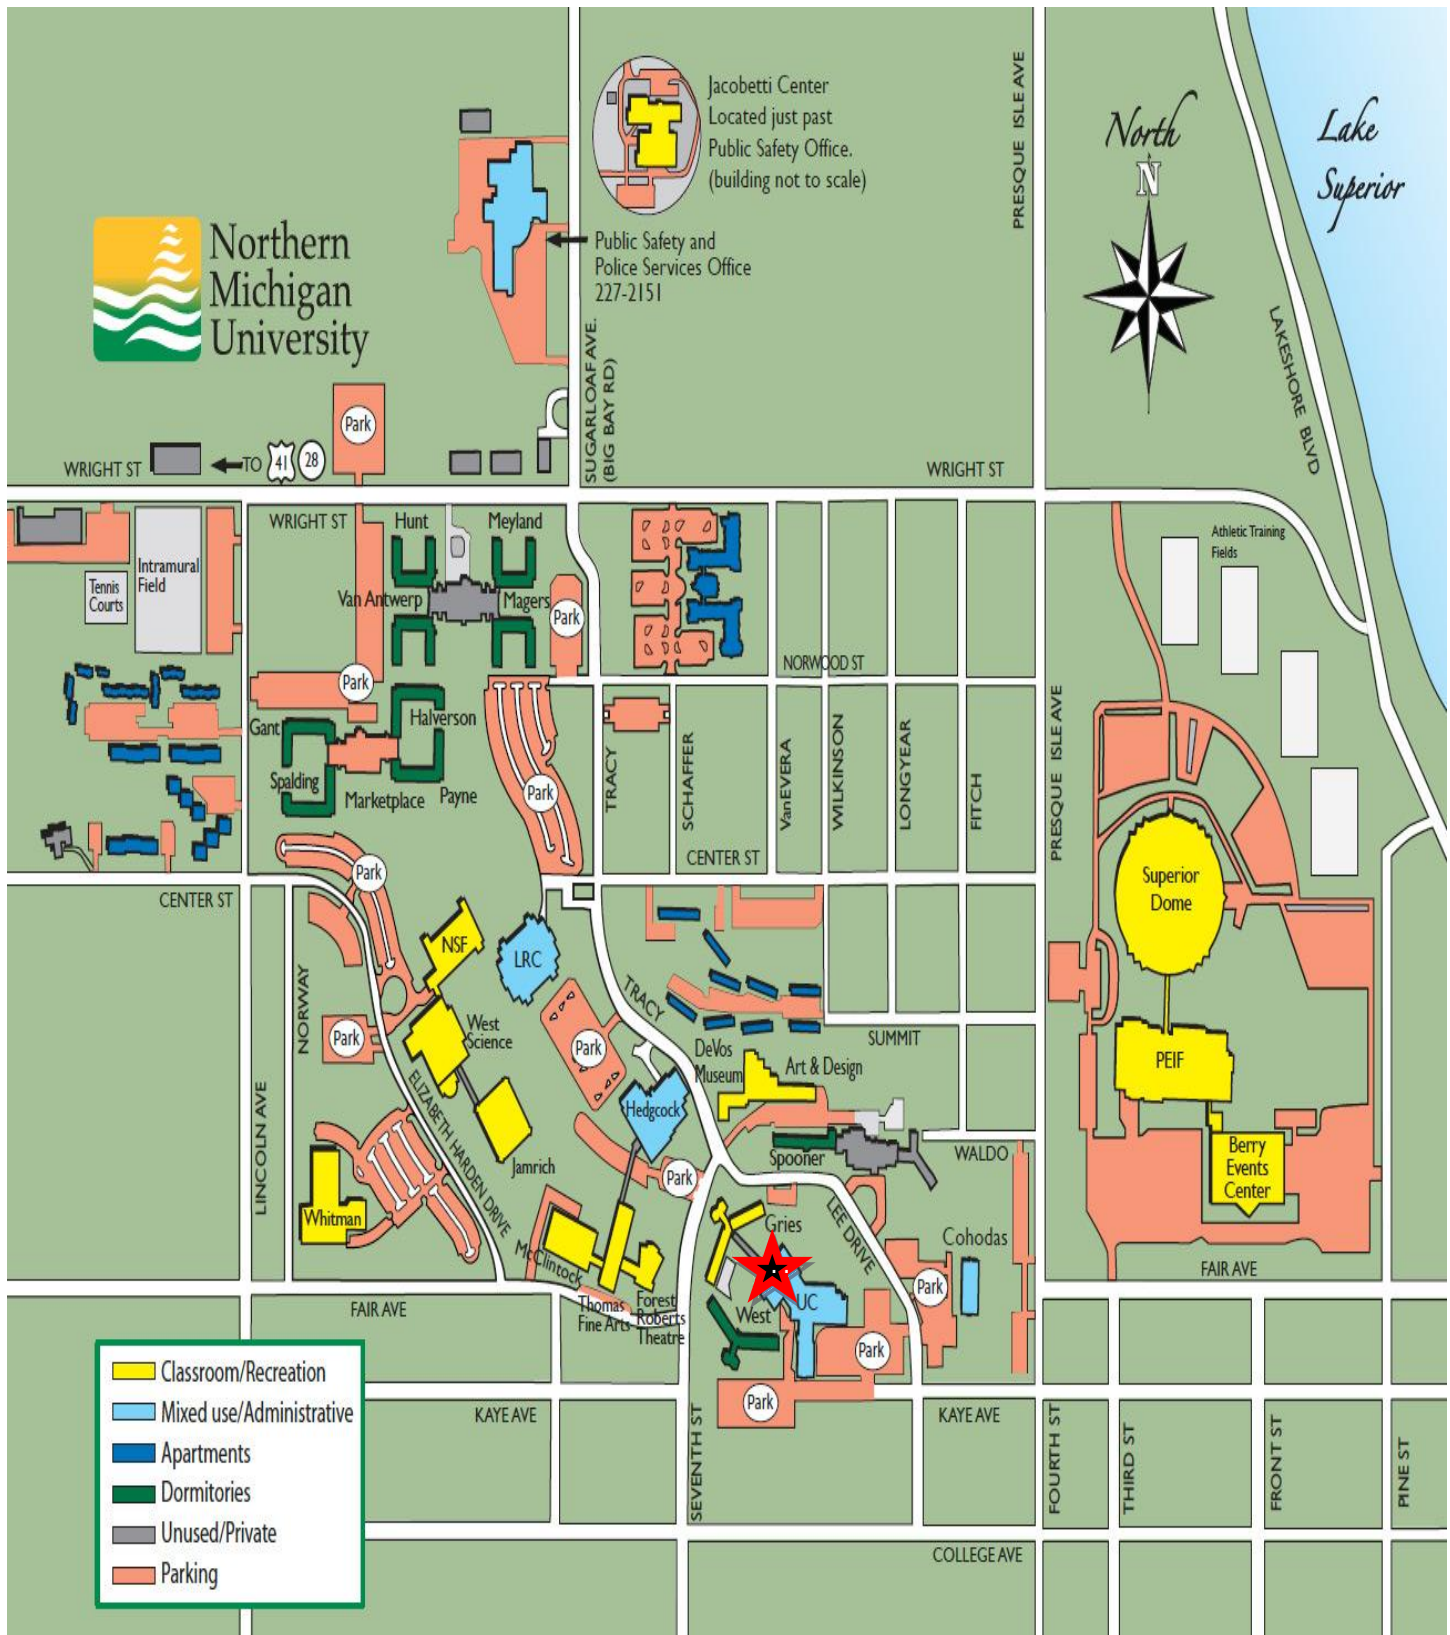 Jacobetti Center
Located just past
Public Safety Office.
(building not to scale)
PRESQUE ISLE AVE
North
N
Lake
Superior
Northern
Michigan
University
Public Safety and
Police Services Office
227-2151
SUGARLOAF AVE.
(BIG BAY RD)
LAKESHORE BLVD
Park
WRIGHT ST
TO
41
28
WRIGHT ST
WRIGHT ST
Hunt
Meyland
Athletic Training
Fields
Intramural
Field
Tennis
Courts
Van Antwerp
Magers
Park
NORWOOD ST
Park
Gant
Halverson
Spalding
Marketplace
Payne
Park
TRACY
SCHAFFER
VanEVERA
WILKINSON
LONGYEAR
FITCH
PRESQUE ISLE AVE
CENTER ST
Park
CENTER ST
Superior
Dome
NSF
LRC
NORWAY
TRACY
West
Science
Park
Park
DeVos
Museum
Art & Design
SUMMIT
PEIF
LINCOLN AVE
ELIZABETH HARDEN DRIVE
Hedgcock
Jamrich
Park
Spooner
WALDO
Berry
Events
Center
Whitman
Gries
LEE DRIVE
Cohodas
McClintock
FAIR AVE
Park
Thomas
Fine Arts
Forest
Roberts
Theatre
West
UC
FAIR AVE
Park
Park
KAYE AVE
SEVENTH ST
KAYE AVE
FOURTH ST
THIRD ST
FRONT ST
PINE ST
COLLEGE AVE
Classroom/Recreation
Mixed use/Administrative
Apartments
Dormitories
Unused/Private
Parking